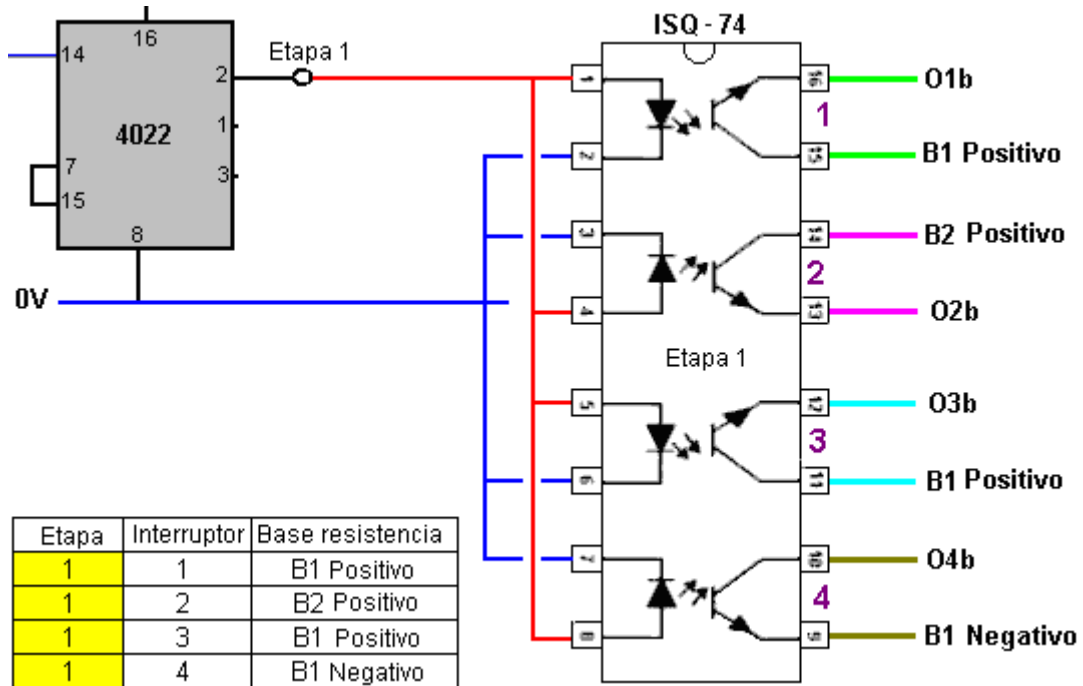 ISQ - 74
16
14
Etapa 1
2
4022
1
7
3
15
8
0V
1
2
3
4
5
6
7
8
16
15
14
13
12
11
10
9
1
2
3
4
Etapa 1
O1b
B1 Positivo
B2 Positivo
O2b
O3b
B1 Positivo
O4b
B1 Negativo
Etapa Interruptor Base resistencia
1 1 B1 Positivo
1 2 B2 Positivo
1 3 B1 Positivo
1 4 B1 Negativo